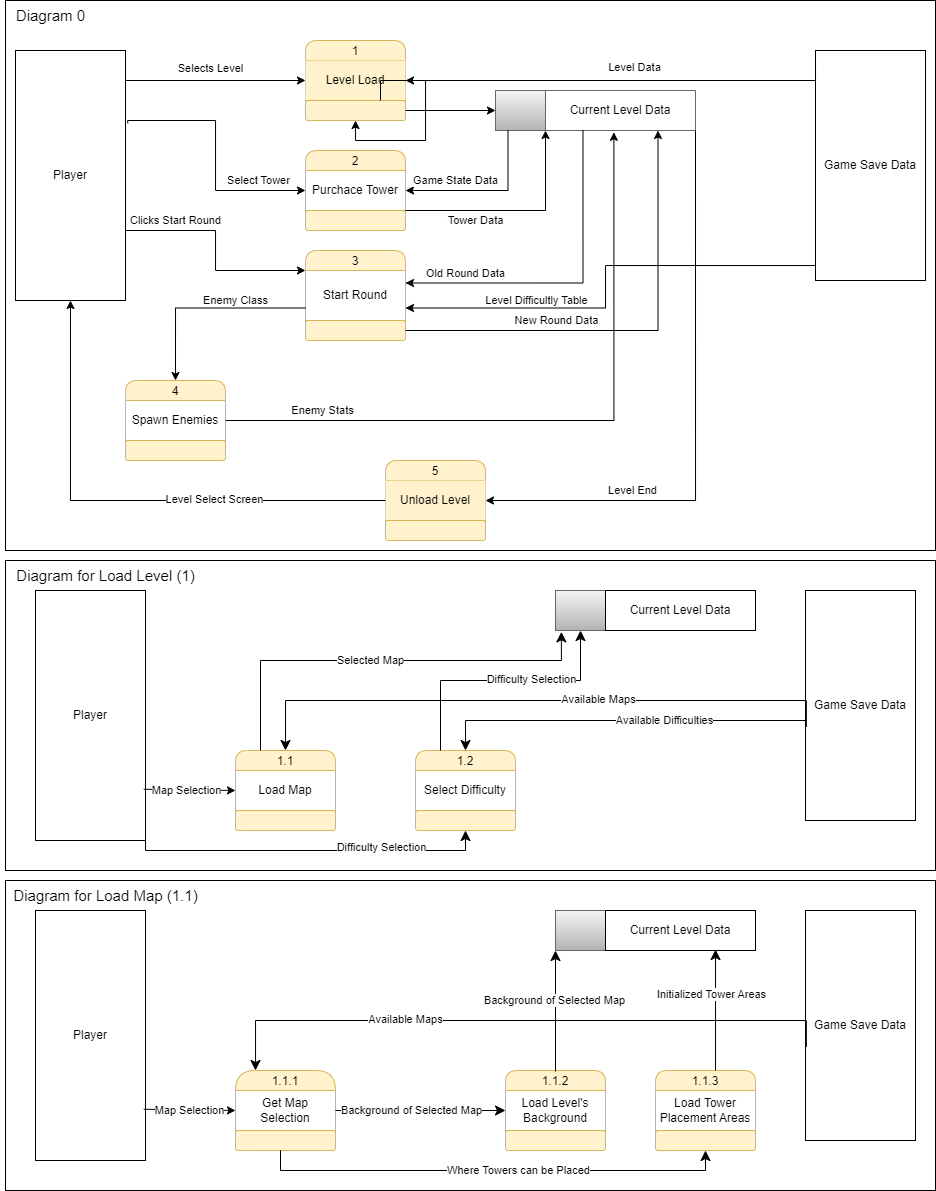 Diagram 0
1
Selects Level
Level Load
Level Data
Current Level Data
Player
Game Save Data
2
Select Tower
Purchace Tower
Game State Data
Tower Data
Clicks Start Round
3
Start Round
Old Round Data
Enemy Class
Level Difficultly Table
New Round Data
4
Spawn Enemies
Enemy Stats
5
Unload Level
Level Select Screen
Level End
Diagram for Load Level (1)
Current Level Data
Selected Map
Difficulty Selection
Available Maps
Available Difficulties
Player
Game Save Data
1.1
Load Map
1.2
Select Difficulty
Map Selection
Difficulty Selection
Diagram for Load Map (1.1)
Current Level Data
Background of Selected Map
Initialized Tower Areas
Available Maps
Player
Game Save Data
1.1.1
Get Map
Selection
1.1.2
Load Level's
Background
1.1.3
Load Tower
Placement Areas
Map Selection
Background of Selected Map
Where Towers can be Placed